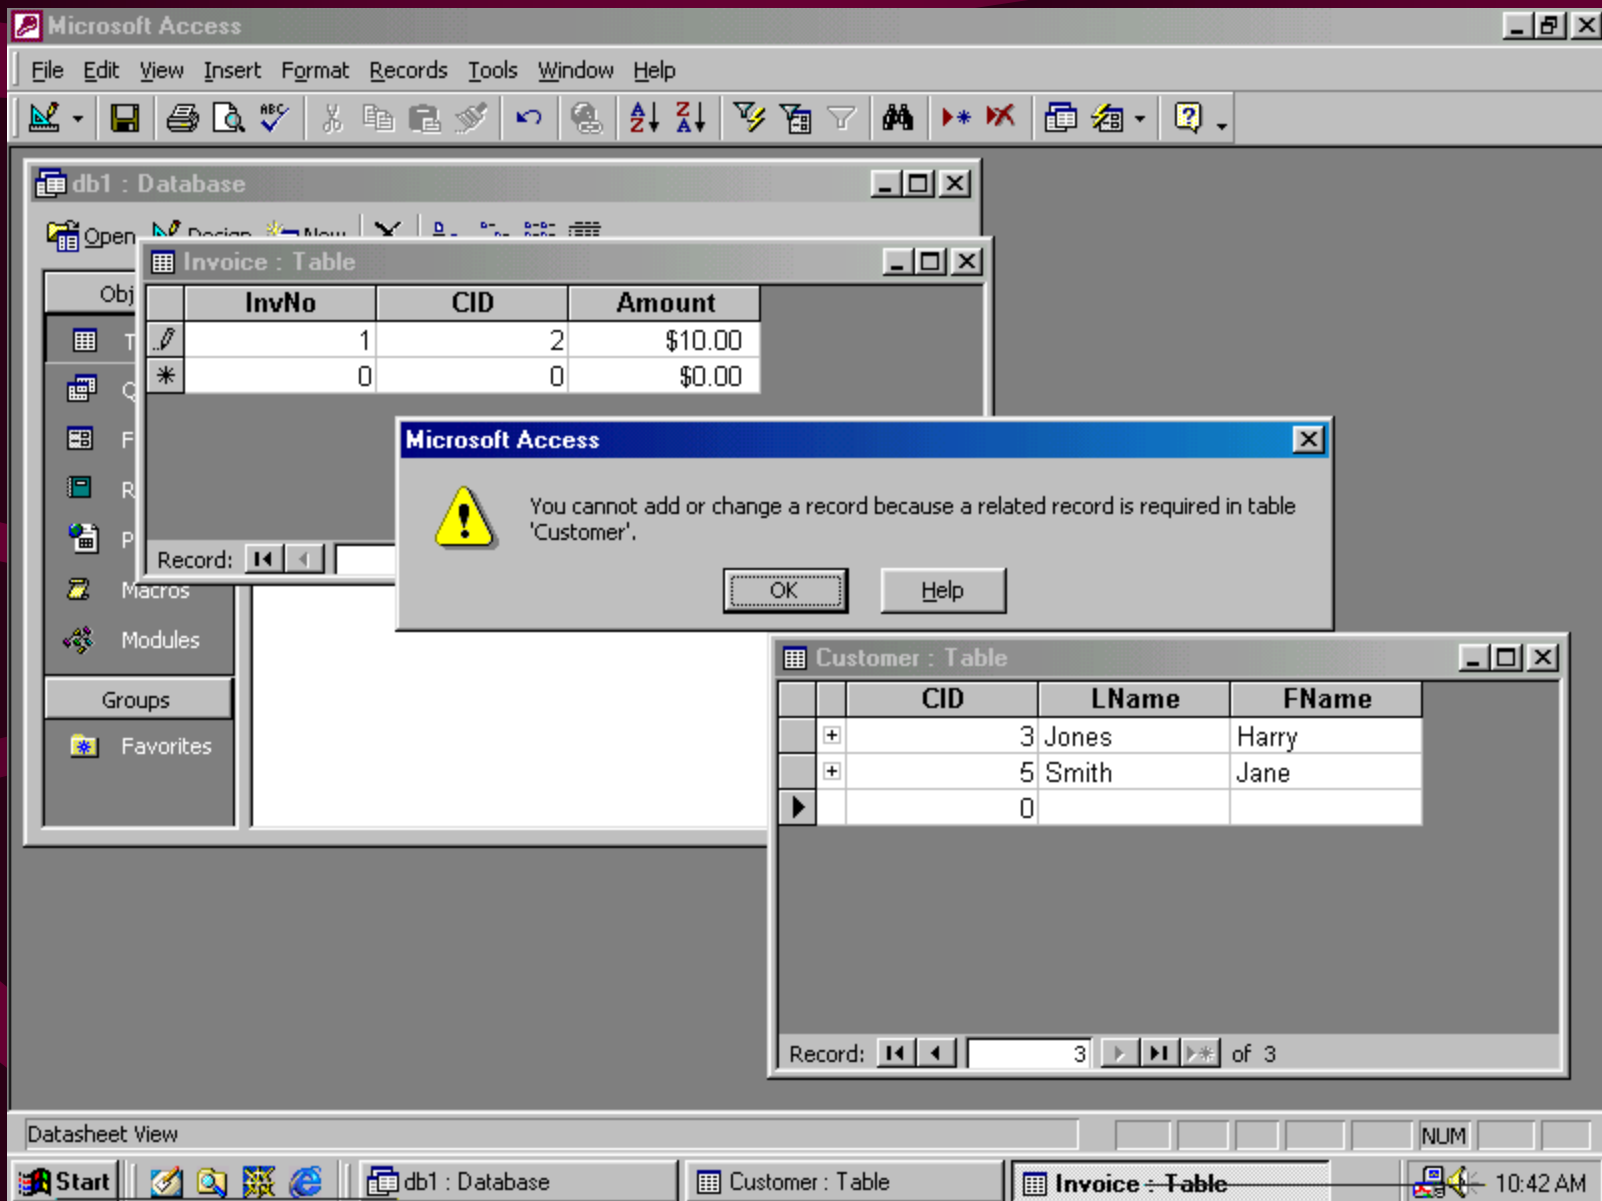 Microsoft Access
File Edit View Insert Format Records Tools Window Help
ABC
db1 : Database
Open Design New
Invoice : Table
Obj
InvNo CID Amount
1 2 $10.00
0 0 $0.00
T
Q
F
R
P
Macros
Modules
Groups
Favorites
Record:
Microsoft Access
You cannot add or change a record because a related record is required in table
'Customer'.
OK Help
Customer : Table
CID LName FName
3 Jones Harry
5 Smith Jane
0
Record: 3 of 3
Datasheet View NUM
Start db1 : Database Customer : Table Invoice : Table 10:42 AM